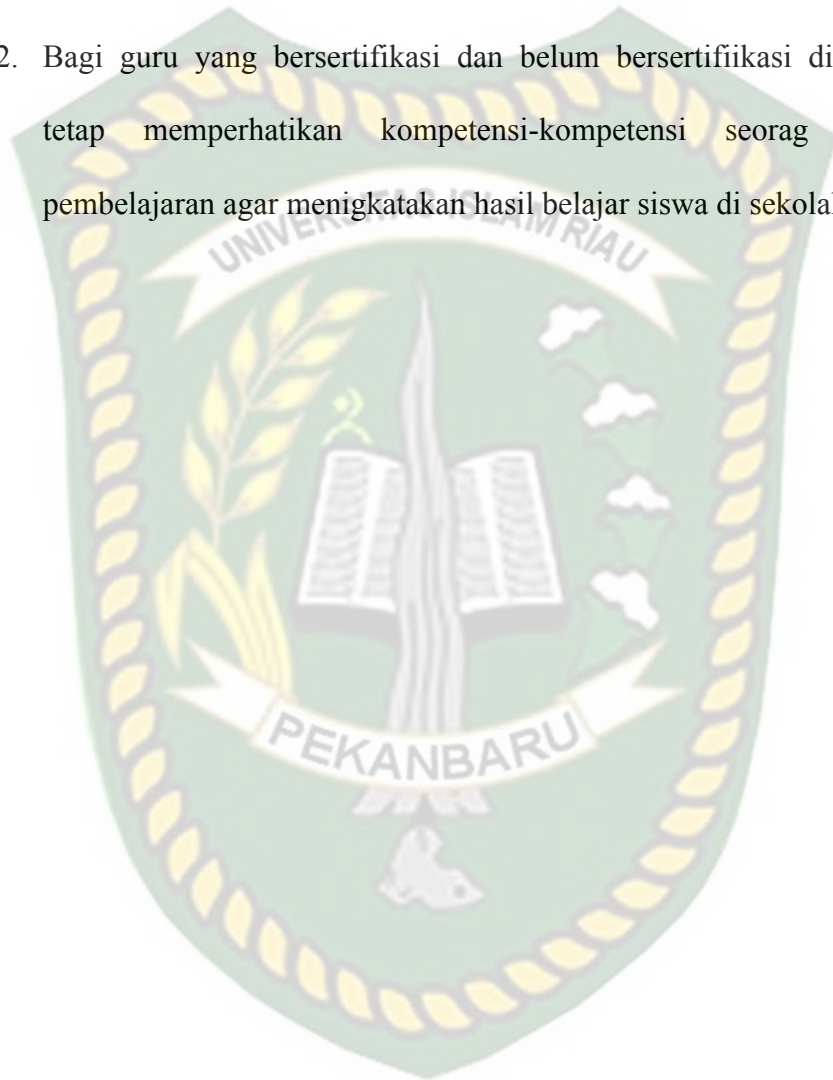 2. Bagi guru yang bersertifikasi dan belum bersertifiikasi di
tetap memperhatikan kompetensi-kompetensi seorag
pembelajaran agar menigkatakan hasil belajar siswa di sekolah
UNIVERSITAS ISLAM RIAU
PEKANBARU